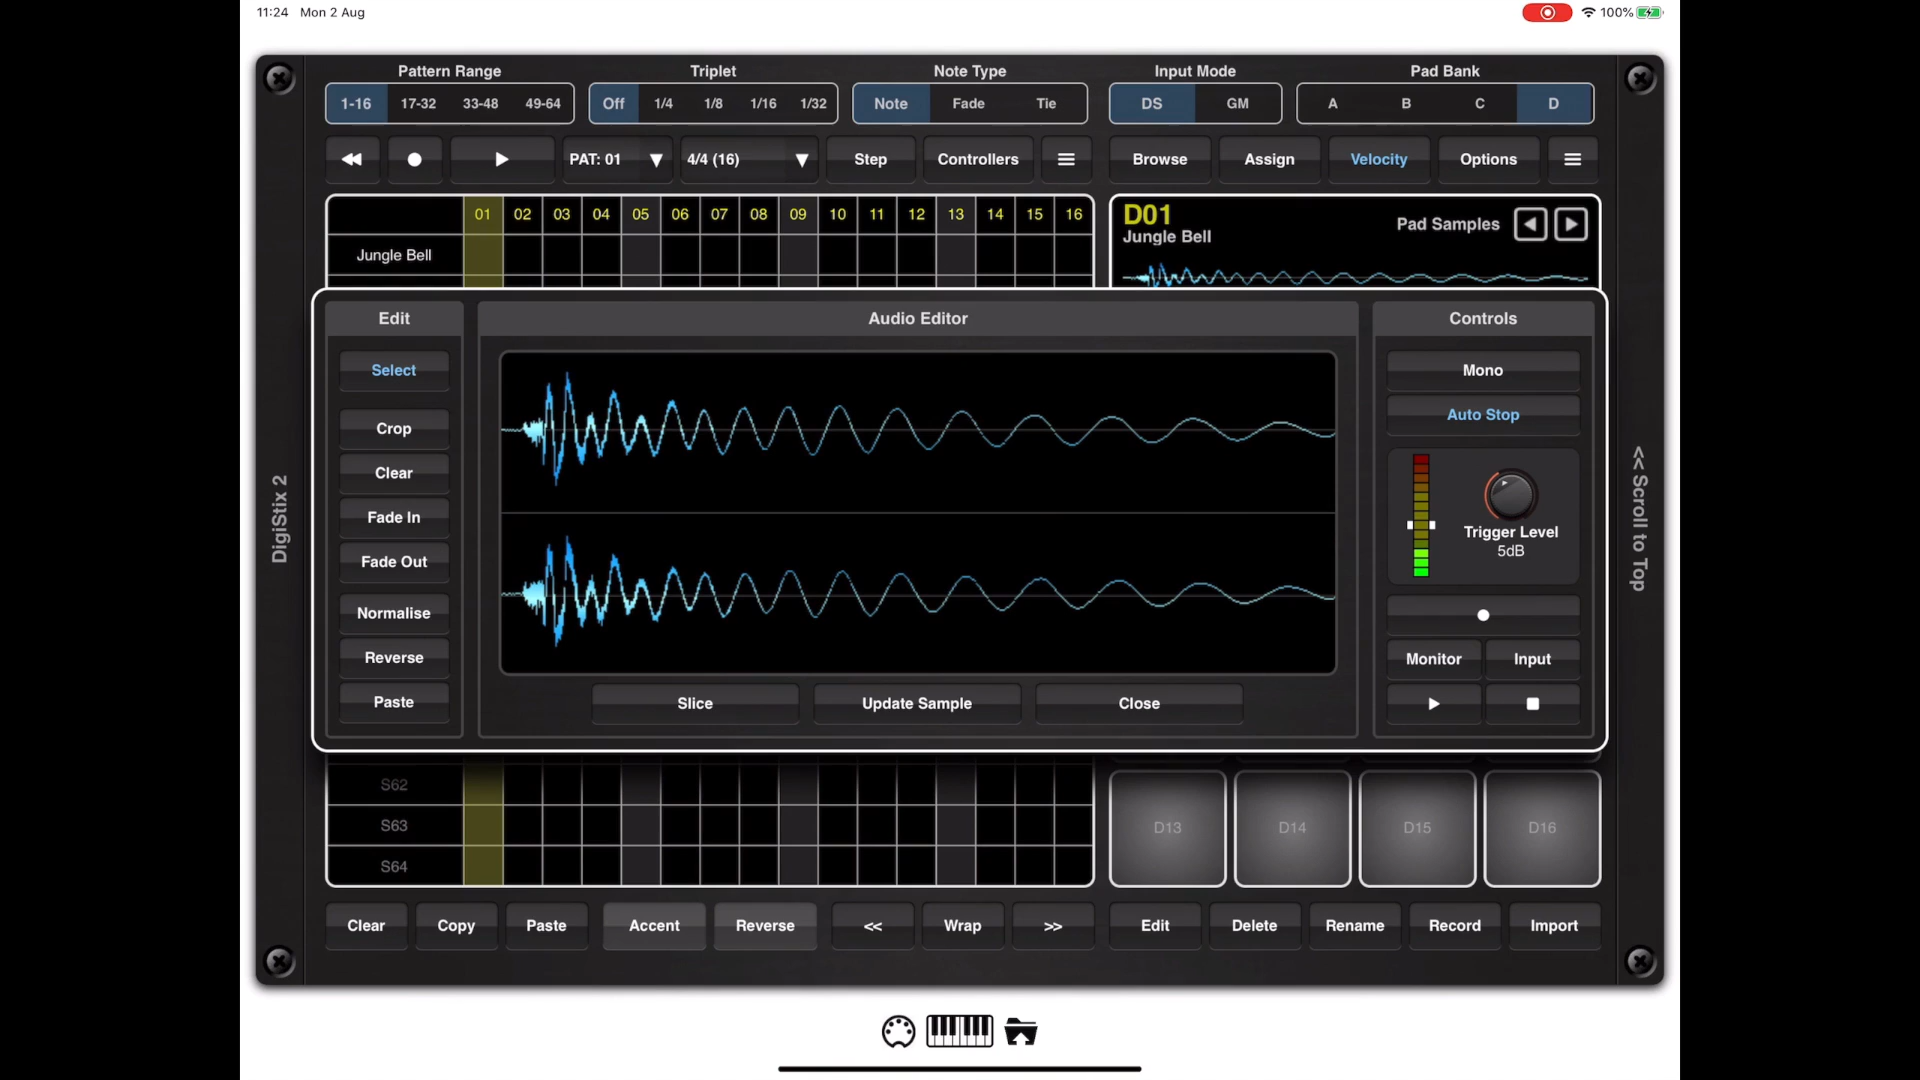 11:24 Mon 2 Aug
100%
Pattern Range Triplet Note Type Input Mode Pad Bank
1-16 17-32 33-48 49-64 Off 1/4 1/8 1/16 1/32 Note Fade Tie DS GM A B C D
PAT: 01 4/4 (16) Step Controllers Browse Assign Velocity Options
01 02 03 04 05 06 07 08 09 10 11 12 13 14 15 16
D01
Pad Samples
Jungle Bell
Jungle Bell
Edit Audio Editor Controls
Select
Crop
Clear
Fade In
Fade Out
Normalise
Reverse
Paste
Slice Update Sample Close
Mono
Auto Stop
Trigger Level
5dB
Monitor Input
DigiStix 2
<< Scroll to Top
S62
S63
S64
D13 D14 D15 D16
Clear Copy Paste Accent Reverse << Wrap >> Edit Delete Rename Record Import